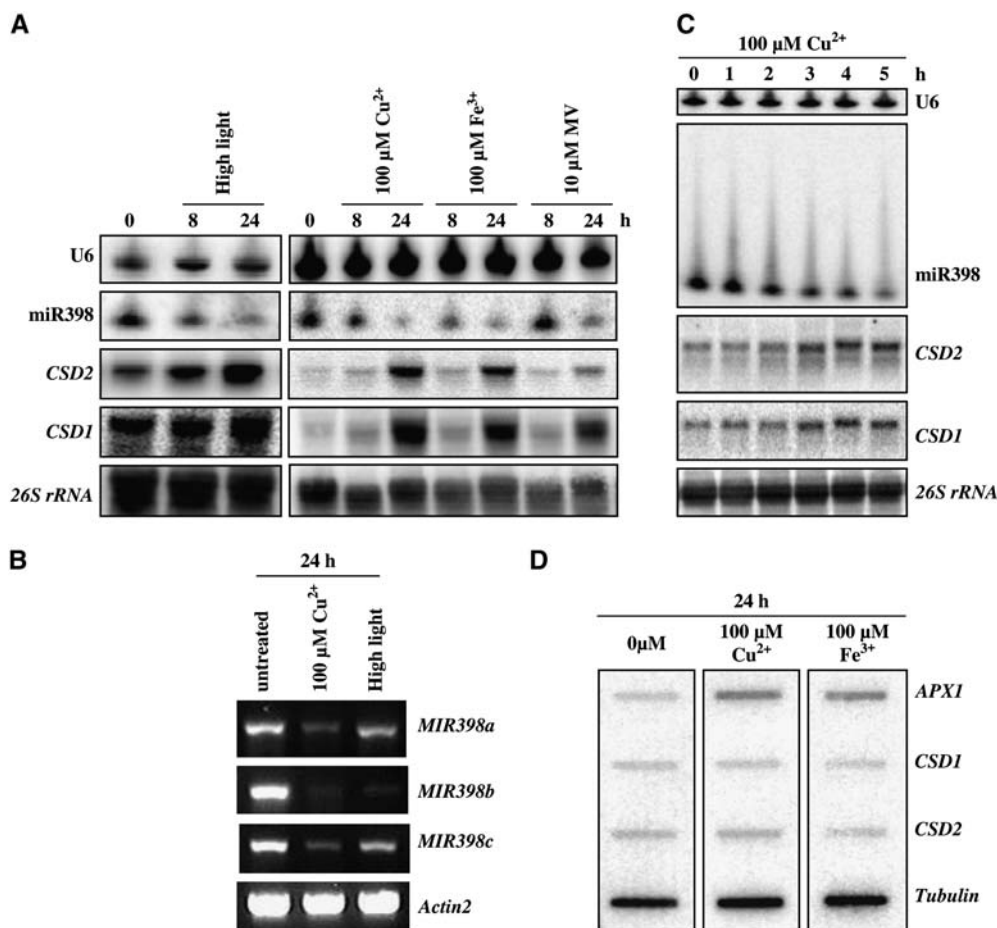 A
High light
100 µM Cu²⁺
100 µM Fe³⁺
10 µM MV
0 8 24 0 8 24 8 24 8 24 h
U6
miR398
CSD2
CSD1
26S rRNA
B
24 h
untreated
100 µM Cu²⁺
High light
MIR398a
MIR398b
MIR398c
Actin2
C
100 µM Cu²⁺
0 1 2 3 4 5 h
U6
miR398
CSD2
CSD1
26S rRNA
D
24 h
0µM
100 µM
Cu²⁺
100 µM
Fe³⁺
APX1
CSD1
CSD2
Tubulin